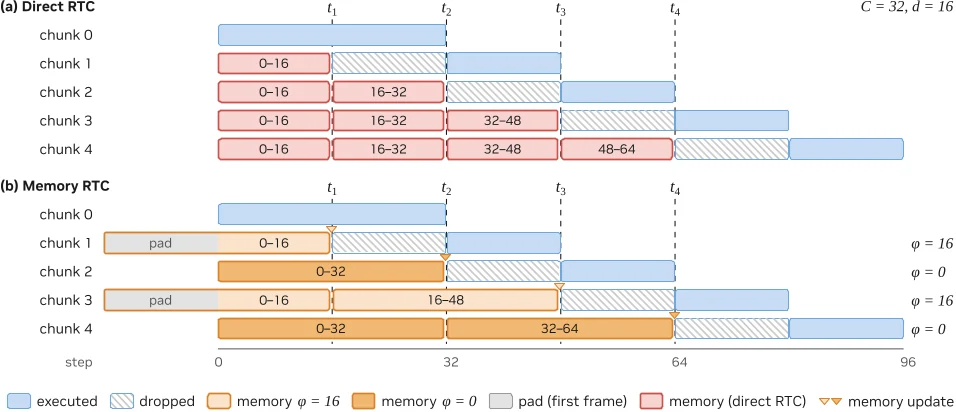 (a) Direct RTC t₁ t₂ t₃ t₄ C = 32, d = 16
chunk 0
chunk 1 0–16
chunk 2 0–16 16–32
chunk 3 0–16 16–32 32–48
chunk 4 0–16 16–32 32–48 48–64
(b) Memory RTC t₁ t₂ t₃ t₄
chunk 0
chunk 1 pad 0–16 φ = 16
chunk 2 0–32 φ = 0
chunk 3 pad 0–16 16–48 φ = 16
chunk 4 0–32 32–64 φ = 0
step 0 32 64 96
executed dropped memory φ = 16 memory φ = 0 pad (first frame) memory (direct RTC) memory update